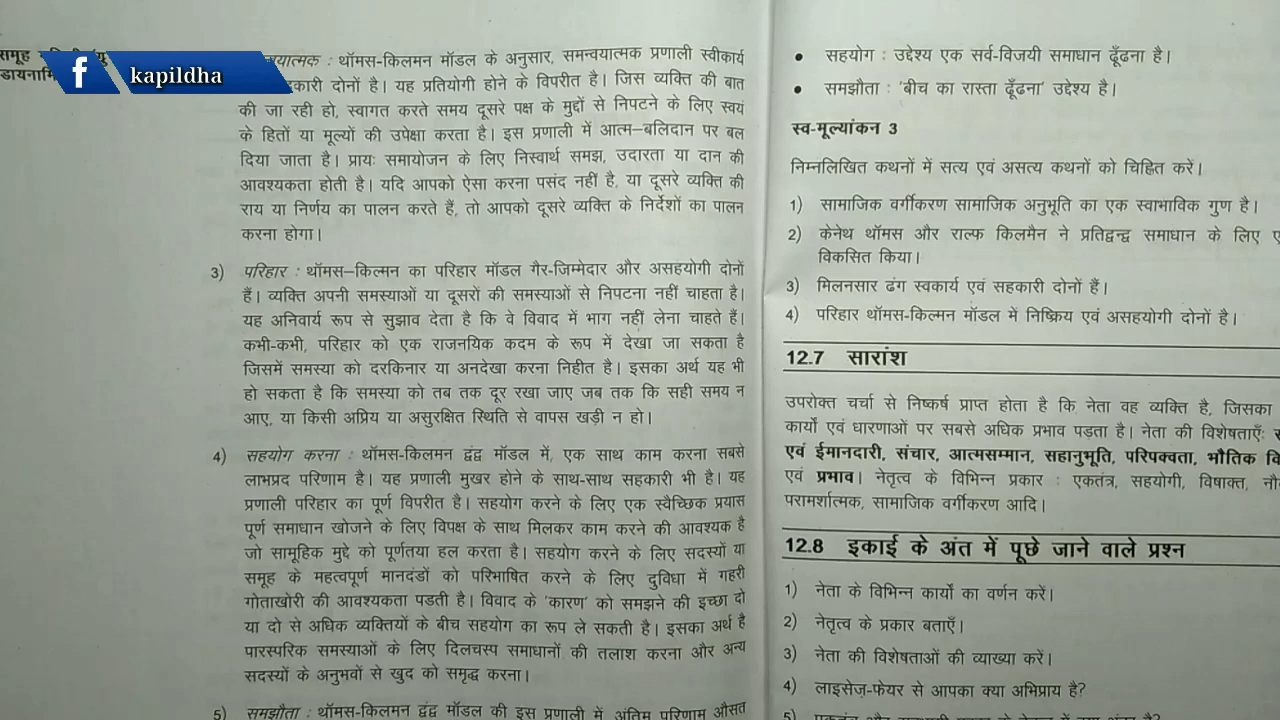 समूह
डायनामि
kapildha
यात्मक : थॉमस-किलमन मॉडल के अनुसार, समन्वयात्मक प्रणाली स्वीकार्य
कारी दोनों है। यह प्रतियोगी होने के विपरीत है। जिस व्यक्ति की बात
की जा रही हो, स्वागत करते समय दूसरे पक्ष के मुद्दों से निपटने के लिए स्वयं
के हितों या मूल्यों की उपेक्षा करता है। इस प्रणाली में आत्म–बलिदान पर बल
दिया जाता है। प्रायः समायोजन के लिए निस्वार्थ समझ, उदारता या दान की
आवश्यकता होती है। यदि आपको ऐसा करना पसंद नहीं है, या दूसरे व्यक्ति की
राय या निर्णय का पालन करते हैं, तो आपको दूसरे व्यक्ति के निर्देशों का पालन
करना होगा।
3) परिहार : थॉमस–किल्मन का परिहार मॉडल गैर-जिम्मेदार और असहयोगी दोनों
हैं। व्यक्ति अपनी समस्याओं या दूसरों की समस्याओं से निपटना नहीं चाहता है।
यह अनिवार्य रूप से सुझाव देता है कि वे विवाद में भाग नहीं लेना चाहते हैं।
कभी-कभी, परिहार को एक राजनयिक कदम के रूप में देखा जा सकता है
जिसमें समस्या को दरकिनार या अनदेखा करना निहीत है। इसका अर्थ यह भी
हो सकता है कि समस्या को तब तक दूर रखा जाए जब तक कि सही समय न
आए, या किसी अप्रिय या असुरक्षित स्थिति से वापस खड़ी न हो।
4) सहयोग करना : थॉमस-किलमन द्वंद्व मॉडल में, एक साथ काम करना सबसे
लाभप्रद परिणाम है। यह प्रणाली मुखर होने के साथ-साथ सहकारी भी है। यह
प्रणाली परिहार का पूर्ण विपरीत है। सहयोग करने के लिए एक स्वैच्छिक प्रयास
पूर्ण समाधान खोजने के लिए विपक्ष के साथ मिलकर काम करने की आवश्यक है
जो सामूहिक मुद्दे को पूर्णतया हल करता है। सहयोग करने के लिए सदस्यों या
समूह के महत्वपूर्ण मानदंडों को परिभाषित करने के लिए दुविधा में गहरी
गोताखोरी की आवश्यकता पडती है। विवाद के 'कारण' को समझने की इच्छा दो
या दो से अधिक व्यक्तियों के बीच सहयोग का रूप ले सकती है। इसका अर्थ है
पारस्परिक समस्याओं के लिए दिलचस्प समाधानों की तलाश करना और अन्य
सदस्यों के अनुभवों से खुद को समृद्ध करना।
5) समझौता : थॉमस-किलमन द्वंद्व मॉडल की इस प्रणाली में अंतिम परिणाम औसत
• सहयोग : उद्देश्य एक सर्व-विजयी समाधान ढूँढना है।
• समझौता : 'बीच का रास्ता ढूँढना' उद्देश्य है।
स्व-मूल्यांकन 3
निम्नलिखित कथनों में सत्य एवं असत्य कथनों को चिह्नित करें।
1) सामाजिक वर्गीकरण सामाजिक अनुभूति का एक स्वाभाविक गुण है।
2) केनेथ थॉमस और राल्फ किलमैन ने प्रतिद्वन्द्व समाधान के लिए
विकसित किया।
3) मिलनसार ढंग स्वकार्य एवं सहकारी दोनों हैं।
4) परिहार थॉमस-किल्मन मॉडल में निष्क्रिय एवं असहयोगी दोनों है।
12.7 सारांश
उपरोक्त चर्चा से निष्कर्ष प्राप्त होता है कि नेता वह व्यक्ति है, जिसका
कार्यों एवं धारणाओं पर सबसे अधिक प्रभाव पड़ता है। नेता की विशेषताएँः
एवं ईमानदारी, संचार, आत्मसम्मान, सहानुभूति, परिपक्वता, भौतिक
एवं प्रभाव। नेतृत्व के विभिन्न प्रकार : एकतंत्र, सहयोगी, विषाक्त,
परामर्शात्मक, सामाजिक वर्गीकरण आदि।
12.8 इकाई के अंत में पूछे जाने वाले प्रश्न
1) नेता के विभिन्न कार्यों का वर्णन करें।
2) नेतृत्व के प्रकार बताएँ।
3) नेता की विशेषताओं की व्याख्या करें।
4) लाइसेज़-फेयर से आपका क्या अभिप्राय है?
5)